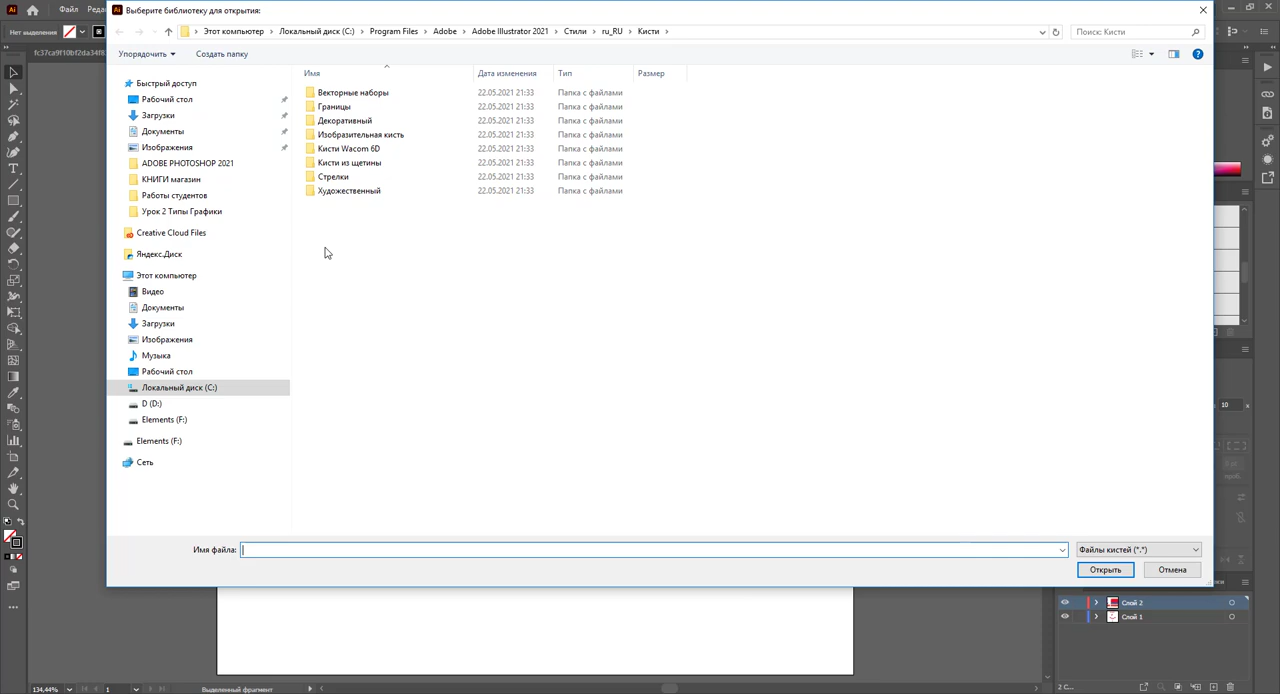 Файл
Реда
Выберите библиотеку для открытия:
Нет выделения
Этот компьютер
Локальный диск (C:)
Program Files
Adobe
Adobe Illustrator 2021
Стили
ru_RU
Кисти
Поиск: Кисти
Упорядочить
Создать папку
fc37ca9f10bf2da34f8
Имя
Дата изменения
Тип
Размер
Быстрый доступ
Рабочий стол
Загрузки
Документы
Изображения
ADOBE PHOTOSHOP 2021
КНИГИ магазин
Работы студентов
Урок 2 Типы Графики
Creative Cloud Files
Яндекс.Диск
Этот компьютер
Видео
Документы
Загрузки
Изображения
Музыка
Рабочий стол
Локальный диск (C:)
D (D:)
Elements (F:)
Elements (F:)
Сеть
Векторные наборы 22.05.2021 21:33 Папка с файлами
Границы 22.05.2021 21:33 Папка с файлами
Декоративный 22.05.2021 21:33 Папка с файлами
Изобразительная кисть 22.05.2021 21:33 Папка с файлами
Кисти Wacom 6D 22.05.2021 21:33 Папка с файлами
Кисти из щетины 22.05.2021 21:33 Папка с файлами
Стрелки 22.05.2021 21:33 Папка с файлами
Художественный 22.05.2021 21:33 Папка с файлами
10
Имя файла:
Файлы кистей (*.*)
Открыть
Отмена
Слой 2
Слой 1
134,44%
1
Выделенный фрагмент
2 С...